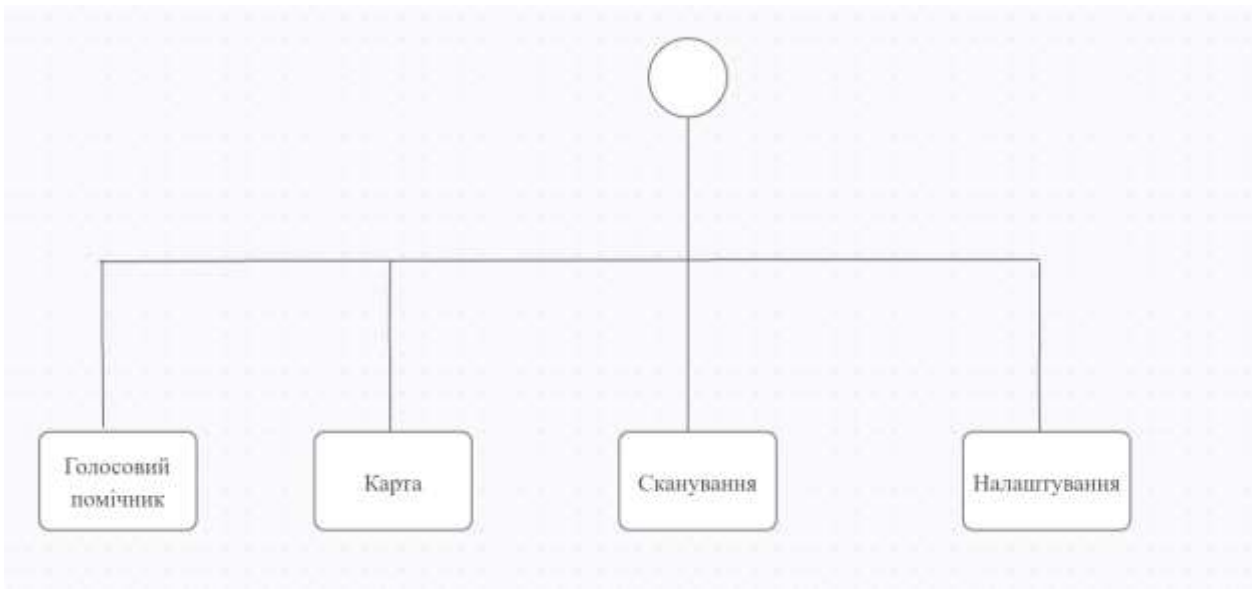 Голосовий
помічник
Карта
Сканування
Налаштування